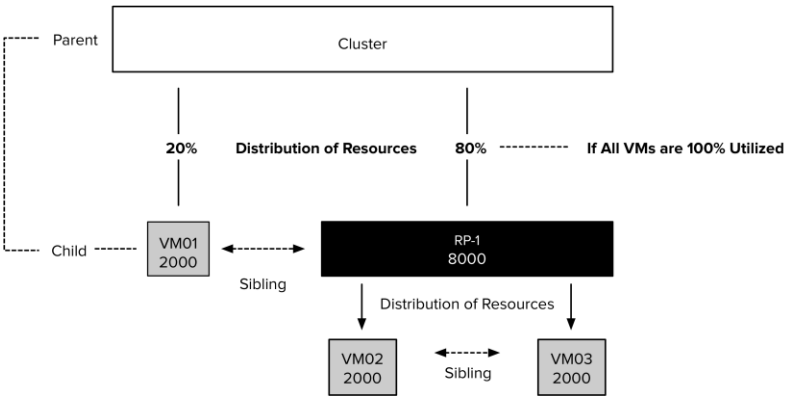 Parent
Cluster
20%
Distribution of Resources
80%
If All VMs are 100% Utilized
Child
VM01
2000
Sibling
RP-1
8000
Distribution of Resources
VM02
2000
Sibling
VM03
2000